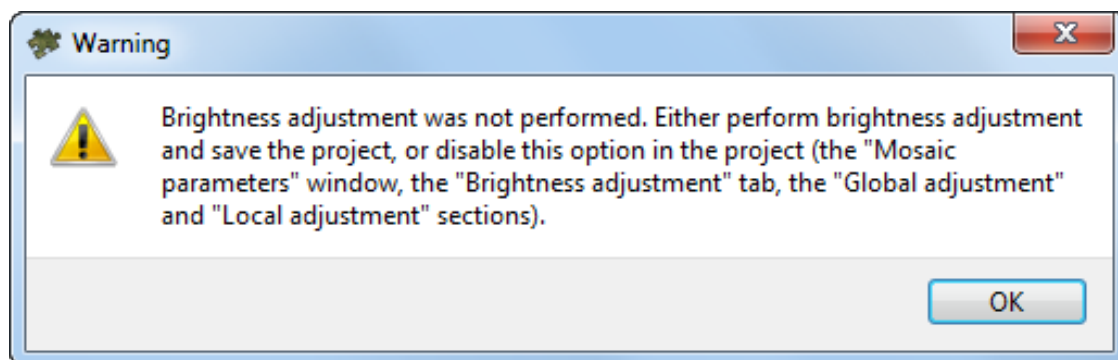 Warning
Brightness adjustment was not performed. Either perform brightness adjustment
and save the project, or disable this option in the project (the "Mosaic
parameters" window, the "Brightness adjustment" tab, the "Global adjustment"
and "Local adjustment" sections).
OK